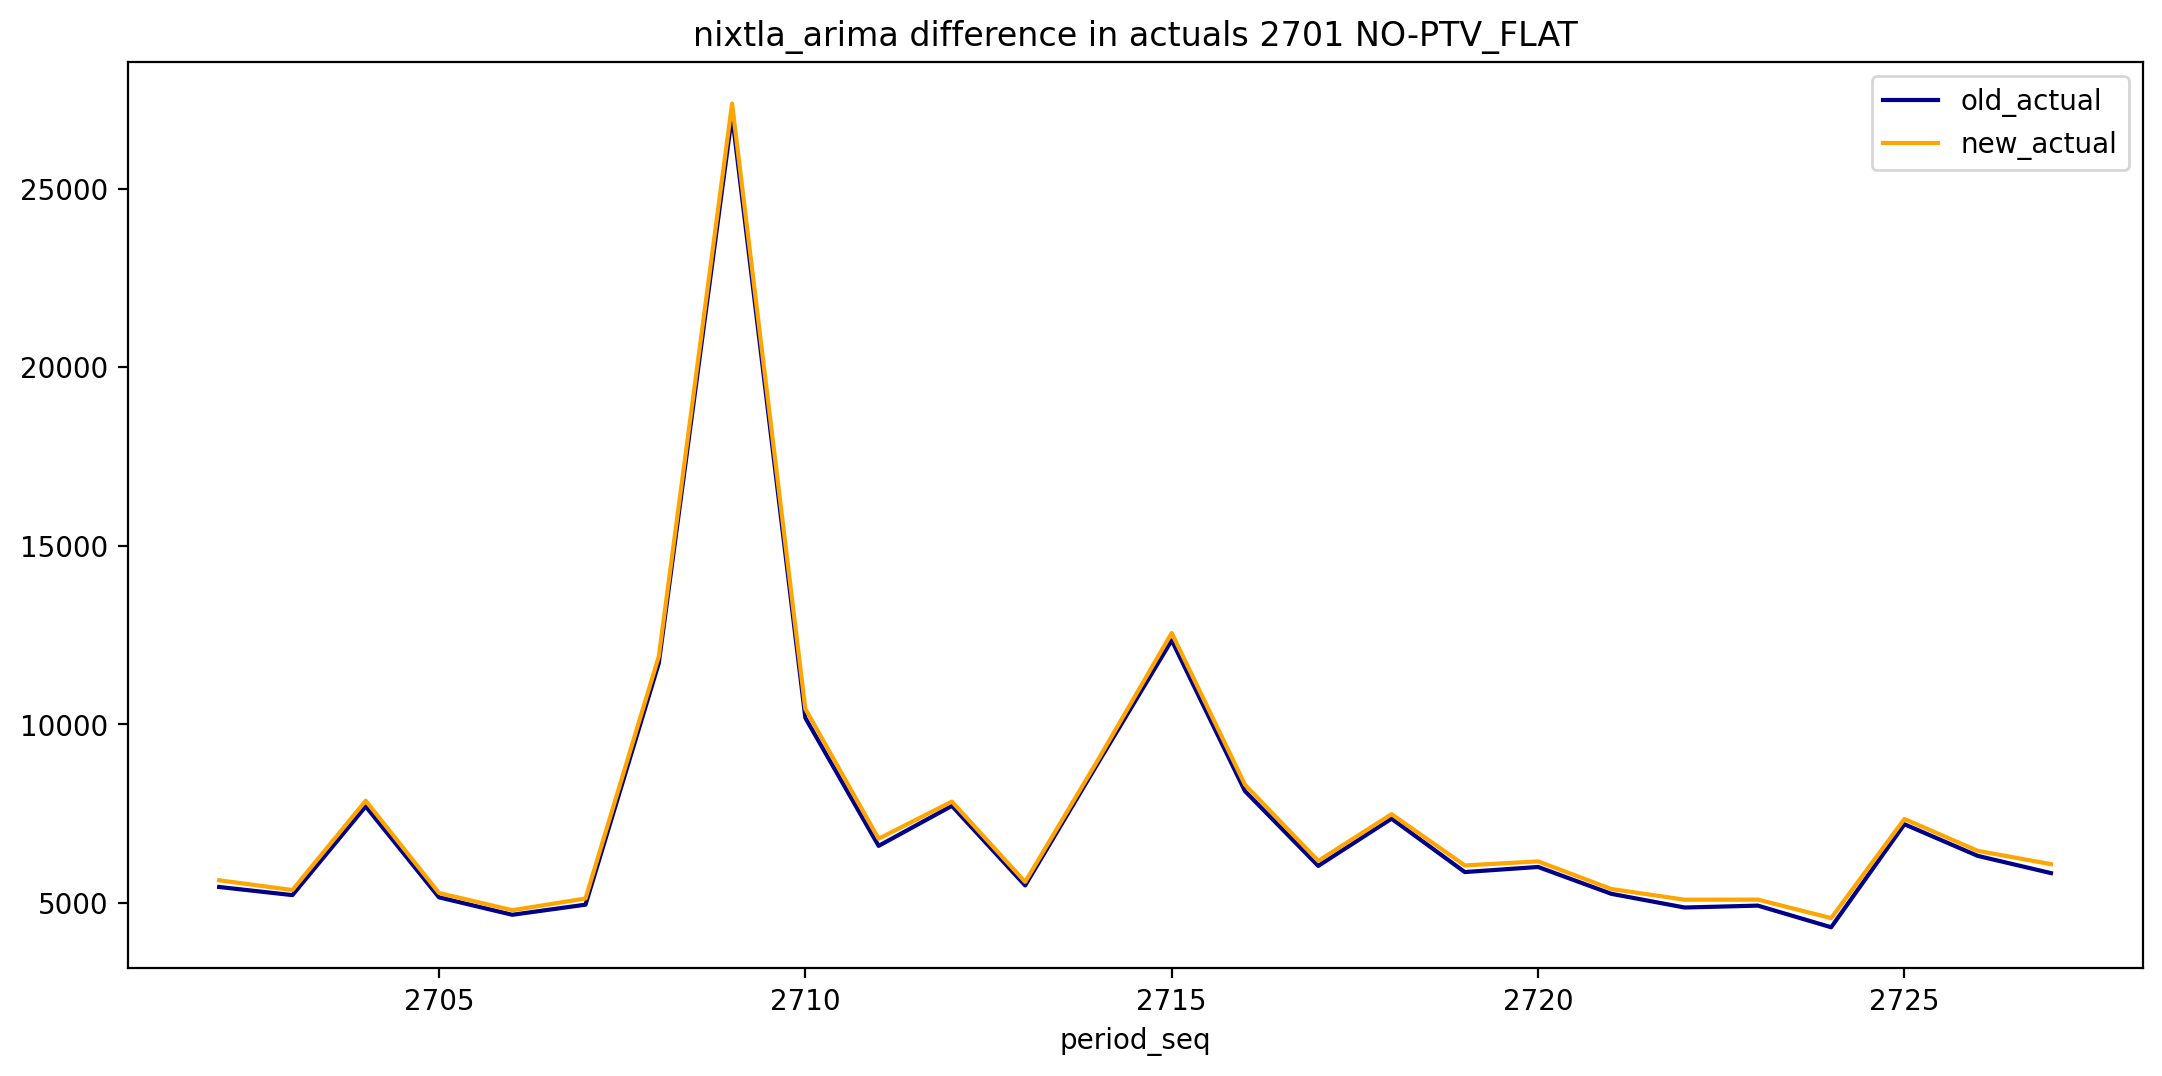 nixtla_arima difference in actuals 2701 NO-PTV_FLAT
old_actual
new_actual
25000
20000
15000
10000
5000
2705 2710 2715 2720 2725
period_seq